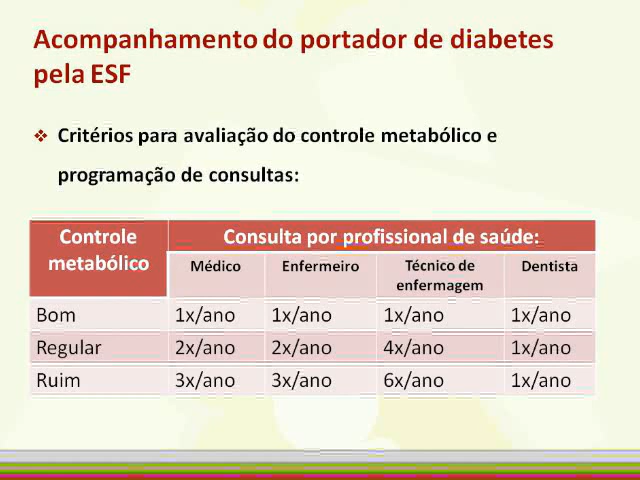 Acompanhamento do portador de diabetes
pela ESF
❖ Critérios para avaliação do controle metabólico e
programação de consultas:
Controle metabólico Consulta por profissional de saúde:
Médico Enfermeiro Técnico de enfermagem Dentista
Bom 1x/ano 1x/ano 1x/ano 1x/ano
Regular 2x/ano 2x/ano 4x/ano 1x/ano
Ruim 3x/ano 3x/ano 6x/ano 1x/ano